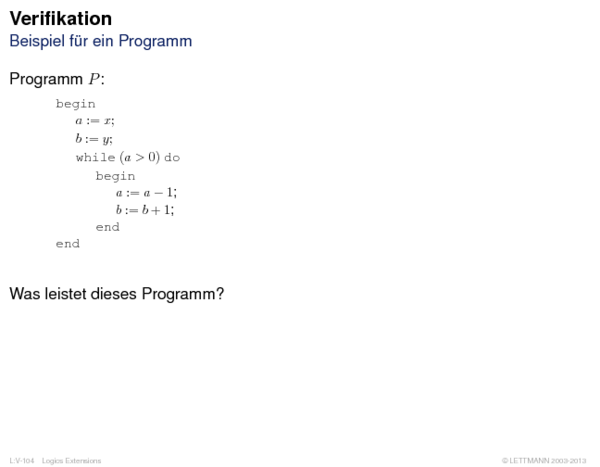 Verifikation
Beispiel für ein Programm
Programm P:
begin
a := x;
b := y;
while (a > 0) do
begin
a := a − 1;
b := b + 1;
end
end
Was leistet dieses Programm?
L:V-104 Logics Extensions
© LETTMANN 2003-2013